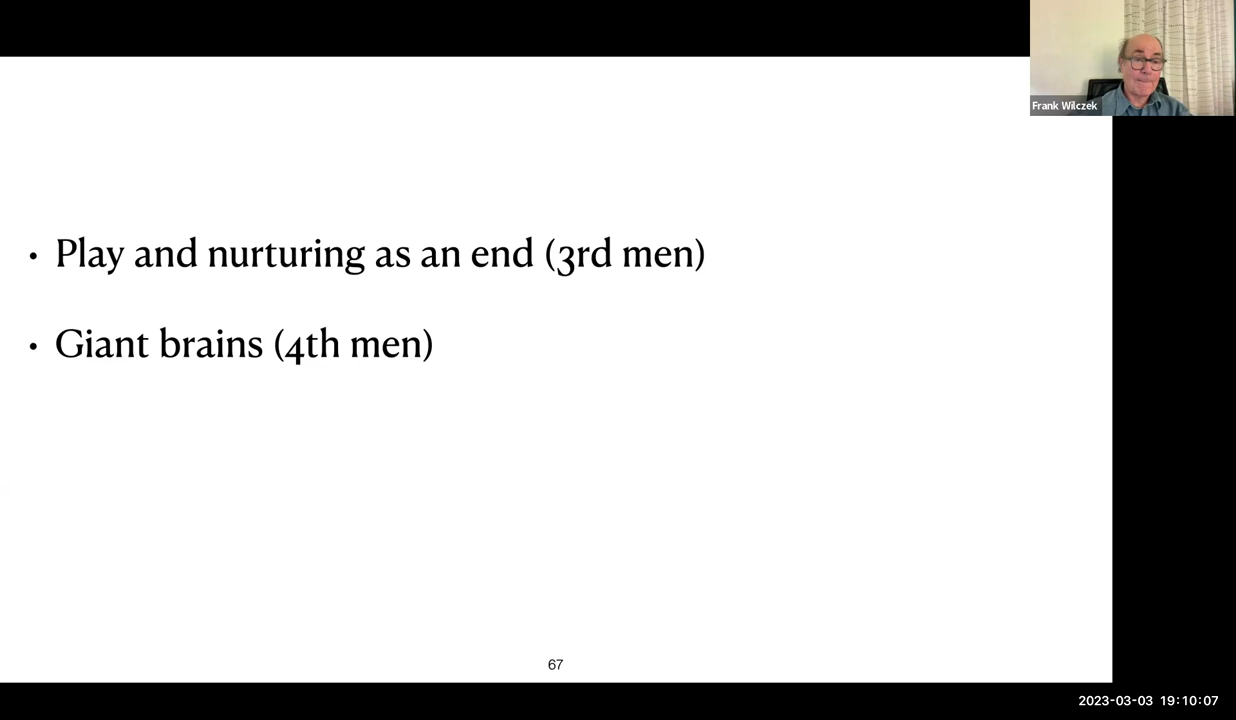 Frank Wilczek
• Play and nurturing as an end (3rd men)
• Giant brains (4th men)
67
2023-03-03 19:10:07